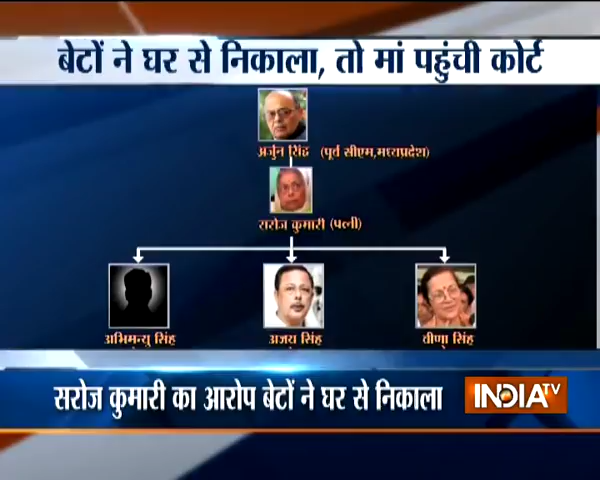 बेटों ने घर से निकाला, तो मां पहुंची कोर्ट
अर्जुन सिंह (पूर्व सीएम,मध्यप्रदेश)
सरोज कुमारी (पत्नी)
अभिमन्यु सिंह अजय सिंह वीणा सिंह
सरोज कुमारी का आरोप बेटों ने घर से निकाला
INDIA TV